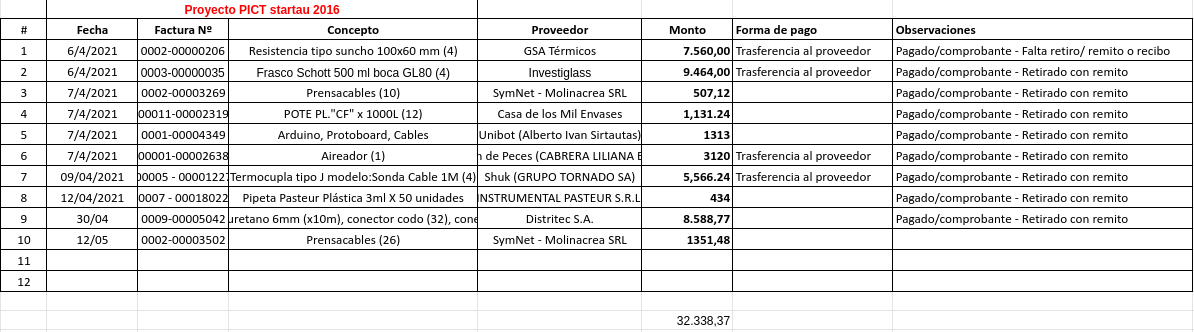 Proyecto PICT startau 2016
# Fecha Factura Nº Concepto Proveedor Monto Forma de pago Observaciones
1 6/4/2021 0002-00000206 Resistencia tipo suncho 100x60 mm (4) GSA Térmicos 7.560,00 Trasferencia al proveedor Pagado/comprobante - Falta retiro/ remito o recibo
2 6/4/2021 0003-00000035 Frasco Schott 500 ml boca GL80 (4) Investiglass 9.464,00 Trasferencia al proveedor Pagado/comprobante - Retirado con remito
3 7/4/2021 0002-00003269 Prensacables (10) SymNet - Molinacrea SRL 507,12 Pagado/comprobante - Retirado con remito
4 7/4/2021 00011-00002319 POTE PL."CF" x 1000L (12) Casa de los Mil Envases 1,131.24 Pagado/comprobante - Retirado con remito
5 7/4/2021 0001-00004349 Arduino, Protoboard, Cables Unibot (Alberto Ivan Sirtautas) 1313 Pagado/comprobante - Retirado con remito
6 7/4/2021 00001-00002638 Aireador (1) n de Peces (CABRERA LILIANA E 3120 Trasferencia al proveedor Pagado/comprobante - Retirado con remito
7 09/04/2021 00005 - 00001227 Termocupla tipo J modelo:Sonda Cable 1M (4) Shuk (GRUPO TORNADO SA) 5,566.24 Trasferencia al proveedor Pagado/comprobante - Retirado con remito
8 12/04/2021 0007 - 00018022 Pipeta Pasteur Plástica 3ml X 50 unidades INSTRUMENTAL PASTEUR S.R.L 434 Pagado/comprobante - Retirado con remito
9 30/04 0009-00005042 uretano 6mm (x10m), conector codo (32), cone Distritec S.A. 8.588,77 Pagado/comprobante - Retirado con remito
10 12/05 0002-00003502 Prensacables (26) SymNet - Molinacrea SRL 1351,48
11
12
32.338,37